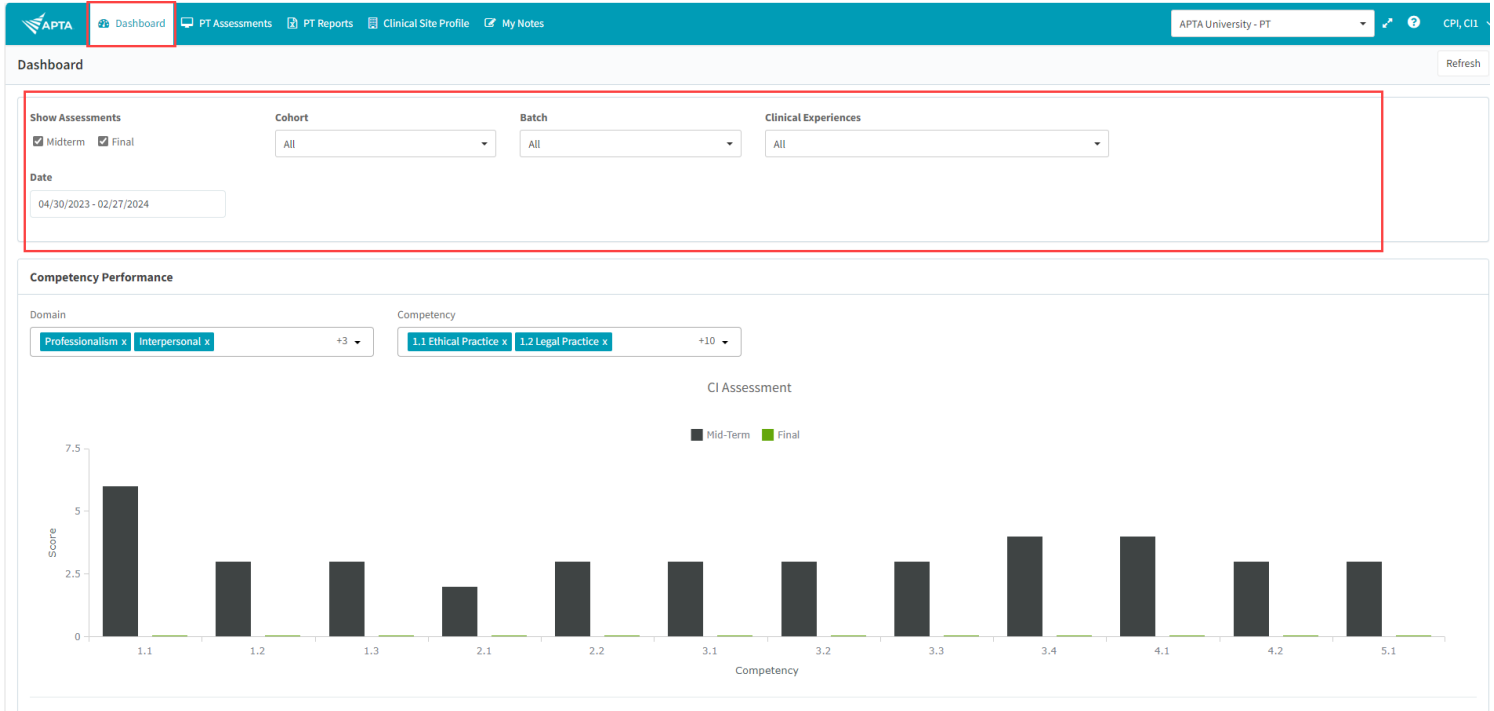 APTA Dashboard PT Assessments PT Reports Clinical Site Profile My Notes APTA University - PT ? CPI, CI1
Dashboard Refresh
Show Assessments Cohort Batch Clinical Experiences
Midterm Final All All All
Date
04/30/2023 - 02/27/2024
Competency Performance
Domain Competency
Professionalism x Interpersonal x +3 1.1 Ethical Practice x 1.2 Legal Practice x +10
CI Assessment
Mid-Term Final
7.5
5
Score
2.5
0
1.1 1.2 1.3 2.1 2.2 3.1 3.2 3.3 3.4 4.1 4.2 5.1
Competency